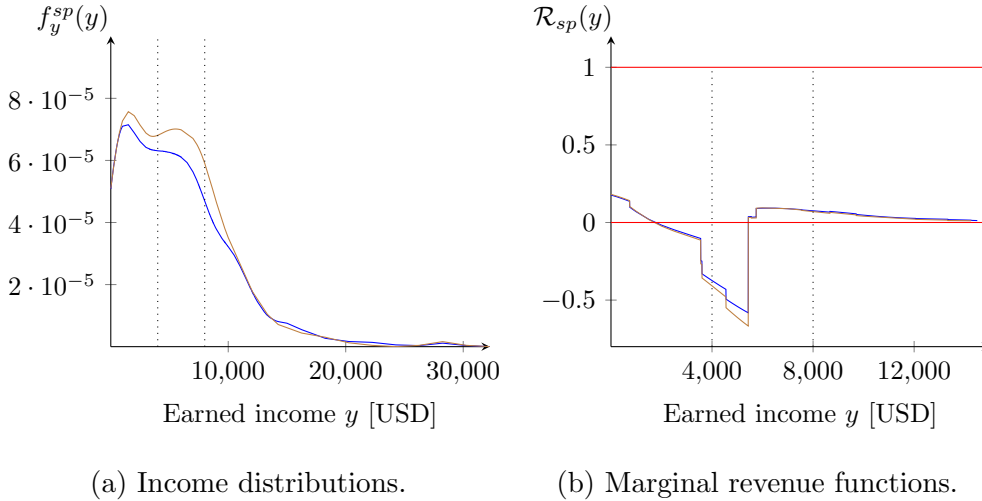 f_y^{sp}(y)
8 · 10^{−5}
6 · 10^{−5}
4 · 10^{−5}
2 · 10^{−5}
10,000 20,000 30,000
Earned income y [USD]
(a) Income distributions.
ℛ_{sp}(y)
1
0.5
0
−0.5
4,000 8,000 12,000
Earned income y [USD]
(b) Marginal revenue functions.